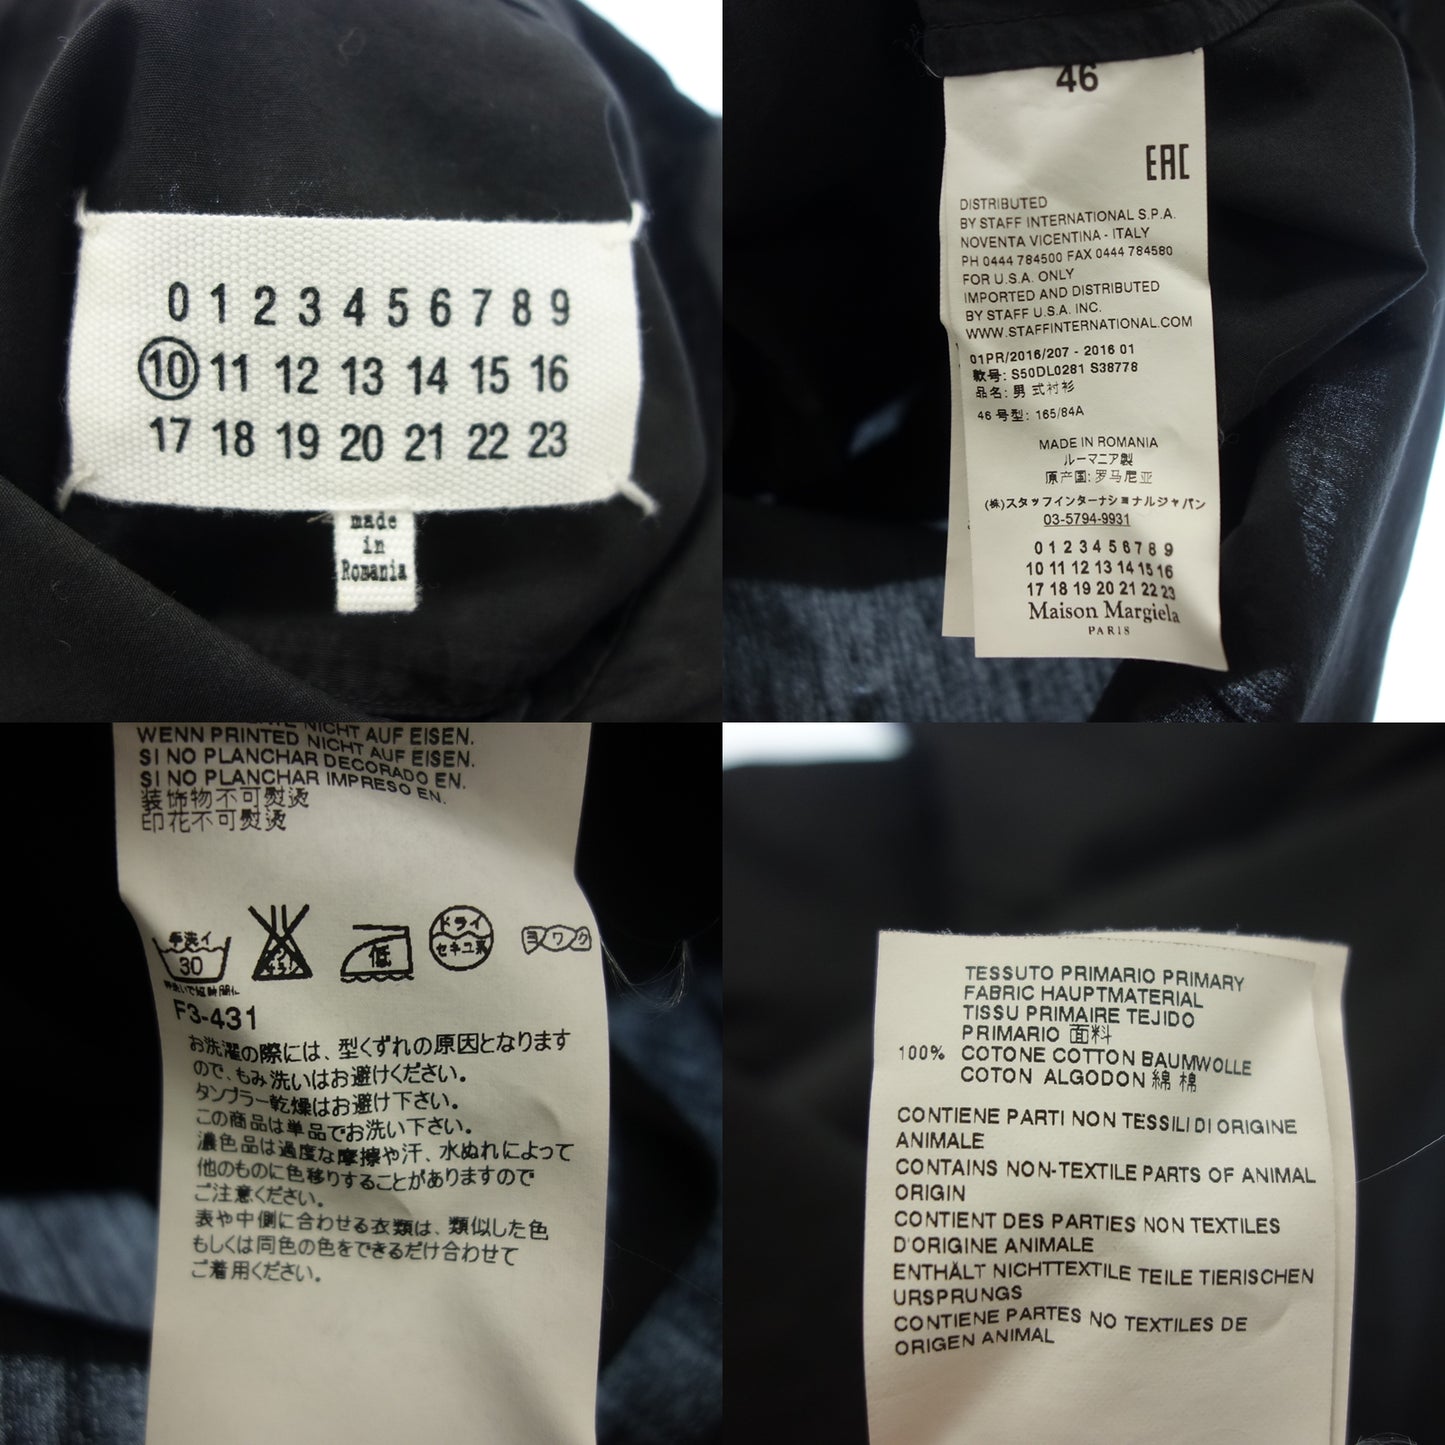 0 1 2 3 4 5 6 7 8 9
10 11 12 13 14 15 16
17 18 19 20 21 22 23
made
in
Romania
46
EAC
DISTRIBUTED
BY STAFF INTERNATIONAL S.P.A.
NOVENTA VICENTINA - ITALY
PH 0444 784500 FAX 0444 784580
FOR U.S.A. ONLY
IMPORTED AND DISTRIBUTED
BY STAFF U.S.A. INC.
WWW.STAFFINTERNATIONAL.COM
01PR/2016/207 - 2016 01
款号: S50DL0281 S38778
品名: 男式衬衫
46 号型: 165/84A
MADE IN ROMANIA
ルーマニア製
原产国: 罗马尼亚
(株)スタッフインターナショナルジャパン
03-5794-9931
0 1 2 3 4 5 6 7 8 9
10 11 12 13 14 15 16
17 18 19 20 21 22 23
Maison Margiela
PARIS
NICHT AUF EISEN.
WENN PRINTED NICHT AUF EISEN.
SI NO PLANCHAR DECORADO EN.
SI NO PLANCHAR IMPRESO EN.
装饰物不可熨烫
印花不可熨烫
手洗イ
30
低
ドライ
セキユ系
ヨワク
F3-431
お洗濯の際には、型くずれの原因となります
ので、もみ洗いはお避けください。
タンブラー乾燥はお避け下さい。
この商品は単品でお洗い下さい。
濃色品は過度な摩擦や汗、水ぬれによって
他のものに色移りすることがありますので
ご注意ください。
表や中側に合わせる衣類は、類似した色
もしくは同色の色をできるだけ合わせて
ご着用ください。
TESSUTO PRIMARIO PRIMARY
FABRIC HAUPTMATERIAL
TISSU PRIMAIRE TEJIDO
PRIMARIO 面料
100% COTONE COTTON BAUMWOLLE
COTON ALGODON 綿 棉
CONTIENE PARTI NON TESSILI DI ORIGINE
ANIMALE
CONTAINS NON-TEXTILE PARTS OF ANIMAL
ORIGIN
CONTIENT DES PARTIES NON TEXTILES
D'ORIGINE ANIMALE
ENTHÄLT NICHTTEXTILE TEILE TIERISCHEN
URSPRUNGS
CONTIENE PARTES NO TEXTILES DE
ORIGEN ANIMAL